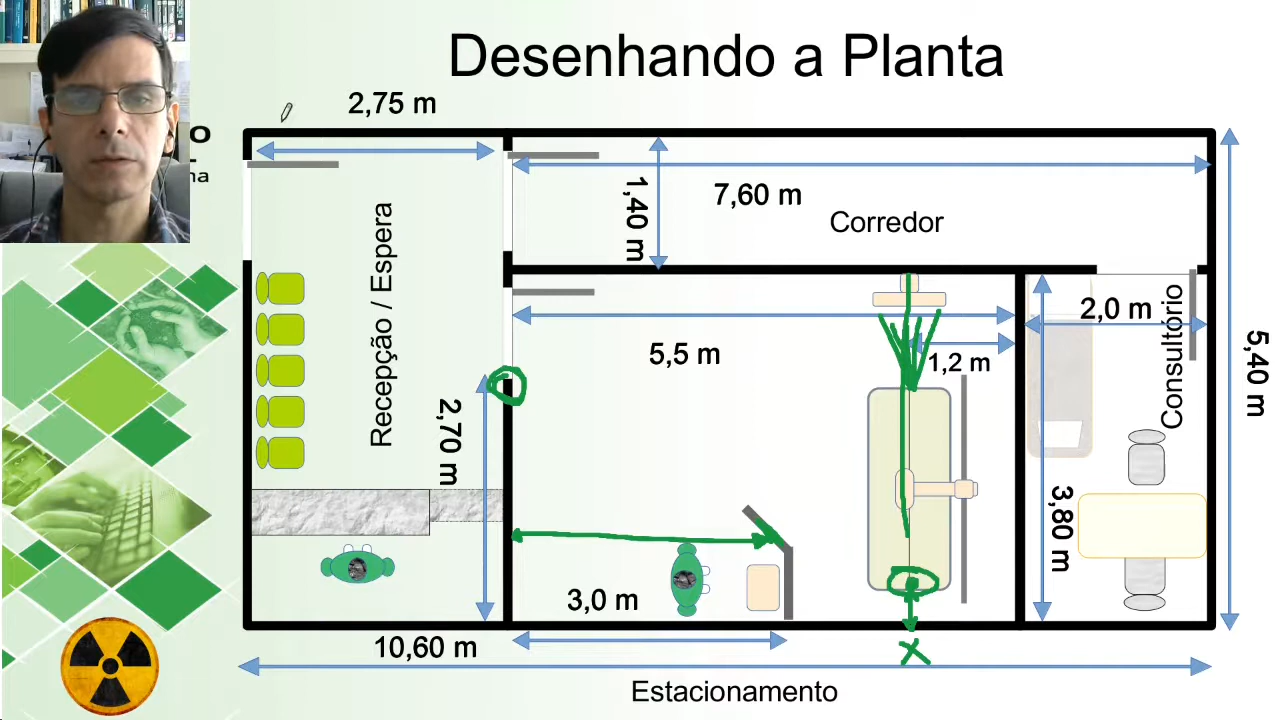 Desenhando a Planta
2,75 m
O
na
7,60 m
1,40 m
Corredor
Recepção / Espera
5,5 m
1,2 m
2,0 m
Consultório
5,40 m
2,70 m
3,80 m
3,0 m
10,60 m
X
Estacionamento